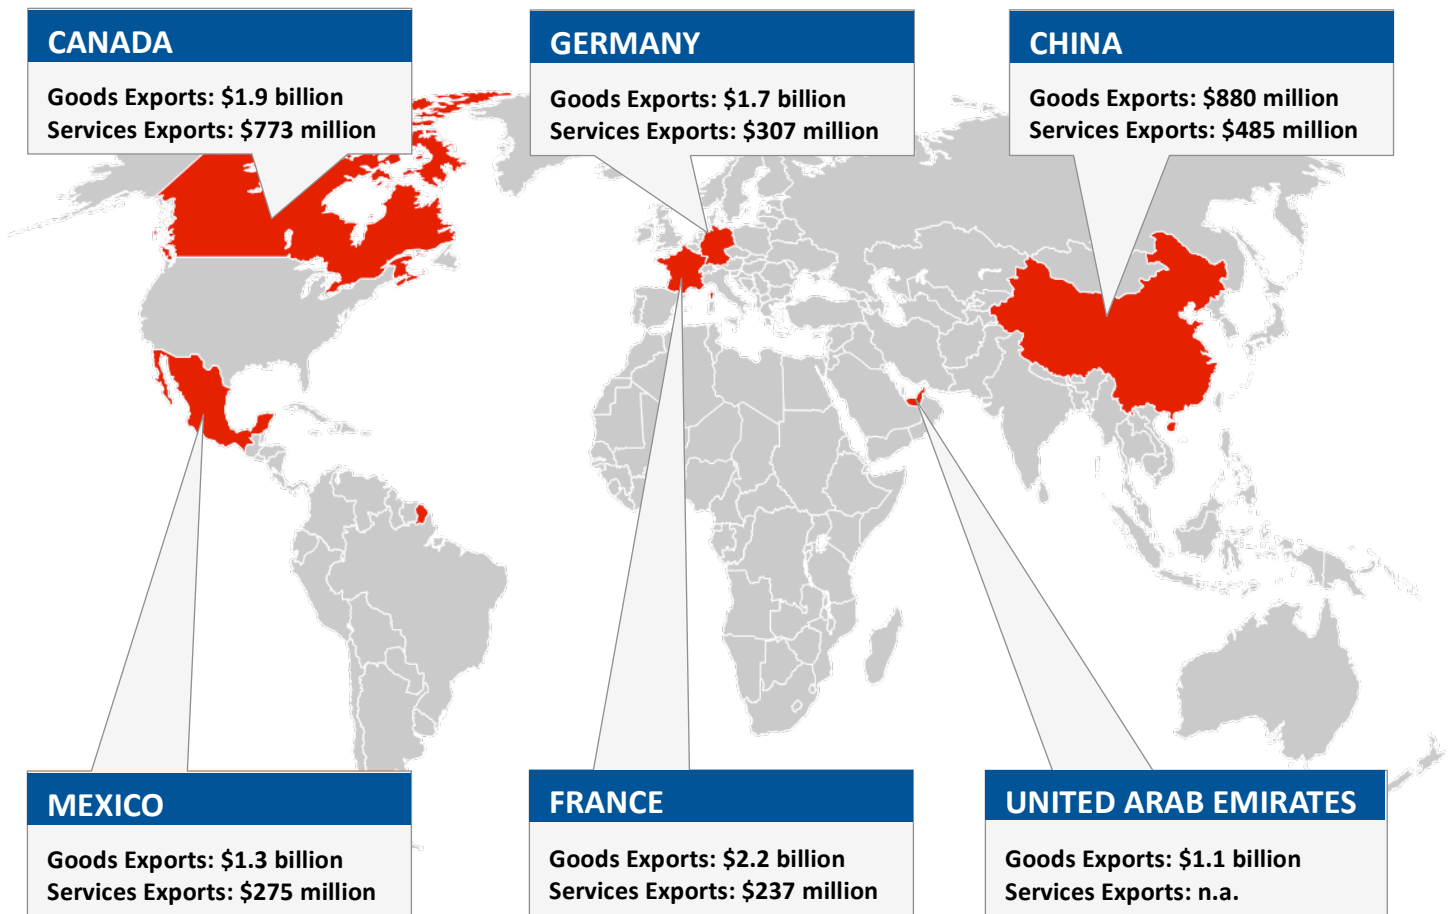 CANADA
Goods Exports: $1.9 billion
Services Exports: $773 million
GERMANY
Goods Exports: $1.7 billion
Services Exports: $307 million
CHINA
Goods Exports: $880 million
Services Exports: $485 million
MEXICO
Goods Exports: $1.3 billion
Services Exports: $275 million
FRANCE
Goods Exports: $2.2 billion
Services Exports: $237 million
UNITED ARAB EMIRATES
Goods Exports: $1.1 billion
Services Exports: n.a.